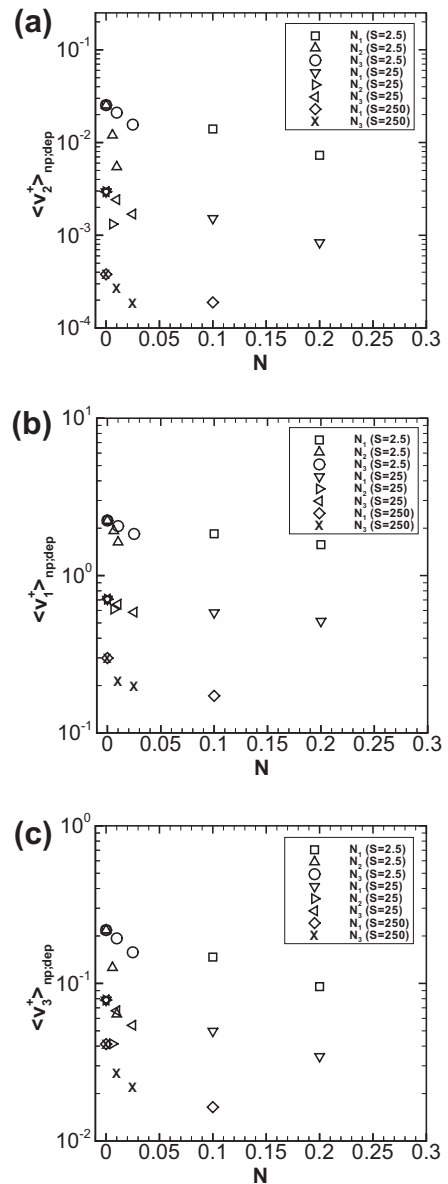 (a)
<v₂⁺>np;dep
10⁻¹
10⁻²
10⁻³
10⁻⁴
N₁ (S=2.5)
N₂ (S=2.5)
N₃ (S=2.5)
N₁ (S=25)
N₂ (S=25)
N₃ (S=25)
N₁ (S=250)
N₃ (S=250)
0 0.05 0.1 0.15 0.2 0.25 0.3
N
(b)
<v₁⁺>np;dep
10¹
10⁰
10⁻¹
N₁ (S=2.5)
N₂ (S=2.5)
N₃ (S=2.5)
N₁ (S=25)
N₂ (S=25)
N₃ (S=25)
N₁ (S=250)
N₃ (S=250)
0 0.05 0.1 0.15 0.2 0.25 0.3
N
(c)
<v₃⁺>np;dep
10⁰
10⁻¹
10⁻²
N₁ (S=2.5)
N₂ (S=2.5)
N₃ (S=2.5)
N₁ (S=25)
N₂ (S=25)
N₃ (S=25)
N₁ (S=250)
N₃ (S=250)
0 0.05 0.1 0.15 0.2 0.25 0.3
N